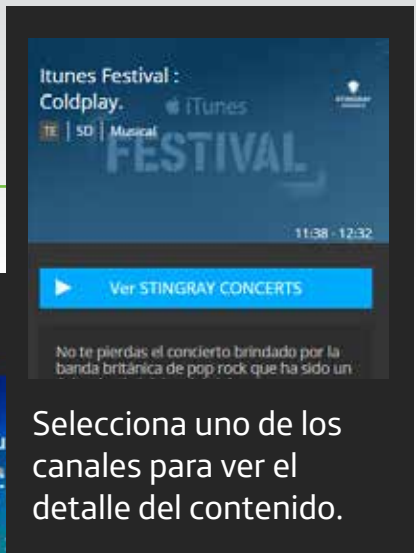 Itunes Festival :
Coldplay.
iTunes
TE | SD | Musical
FESTIVAL
STINGRAY
11:38 - 12:32
Ver STINGRAY CONCERTS
No te pierdas el concierto brindado por la
banda británica de pop rock que ha sido un
Selecciona uno de los
canales para ver el
detalle del contenido.